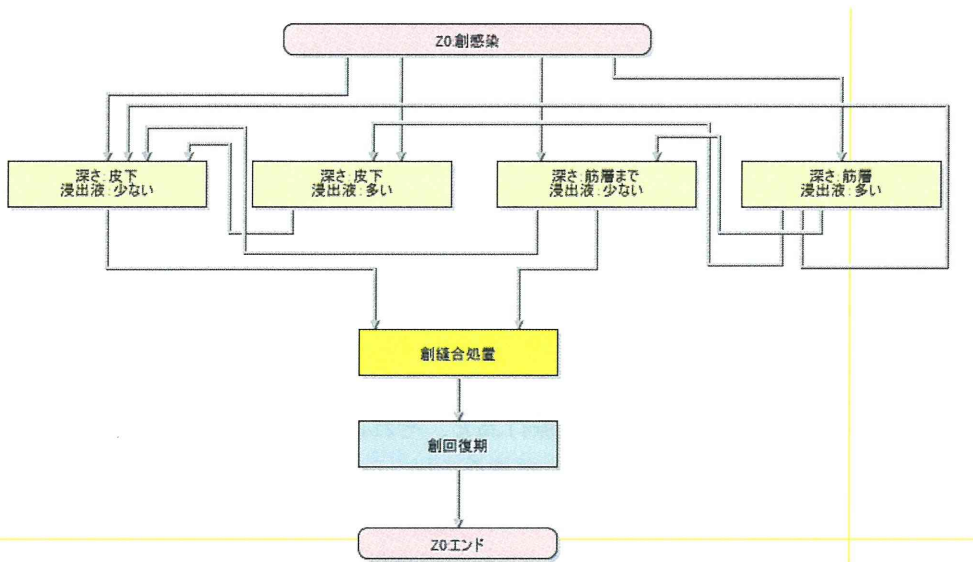 Z0:創感染
深さ:皮下
浸出液:少ない
深さ:皮下
浸出液:多い
深さ:筋層まで
浸出液:少ない
深さ:筋層
浸出液:多い
創縫合処置
創回復期
Z0:エンド